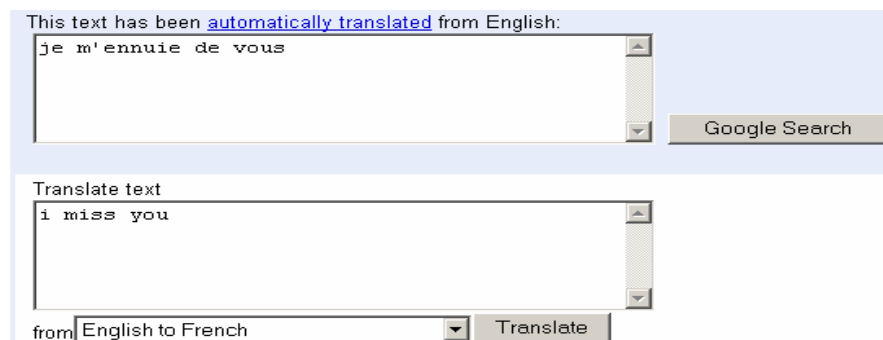 This text has been automatically translated from English:
je m'ennuie de vous
Google Search
Translate text
i miss you
from English to French Translate